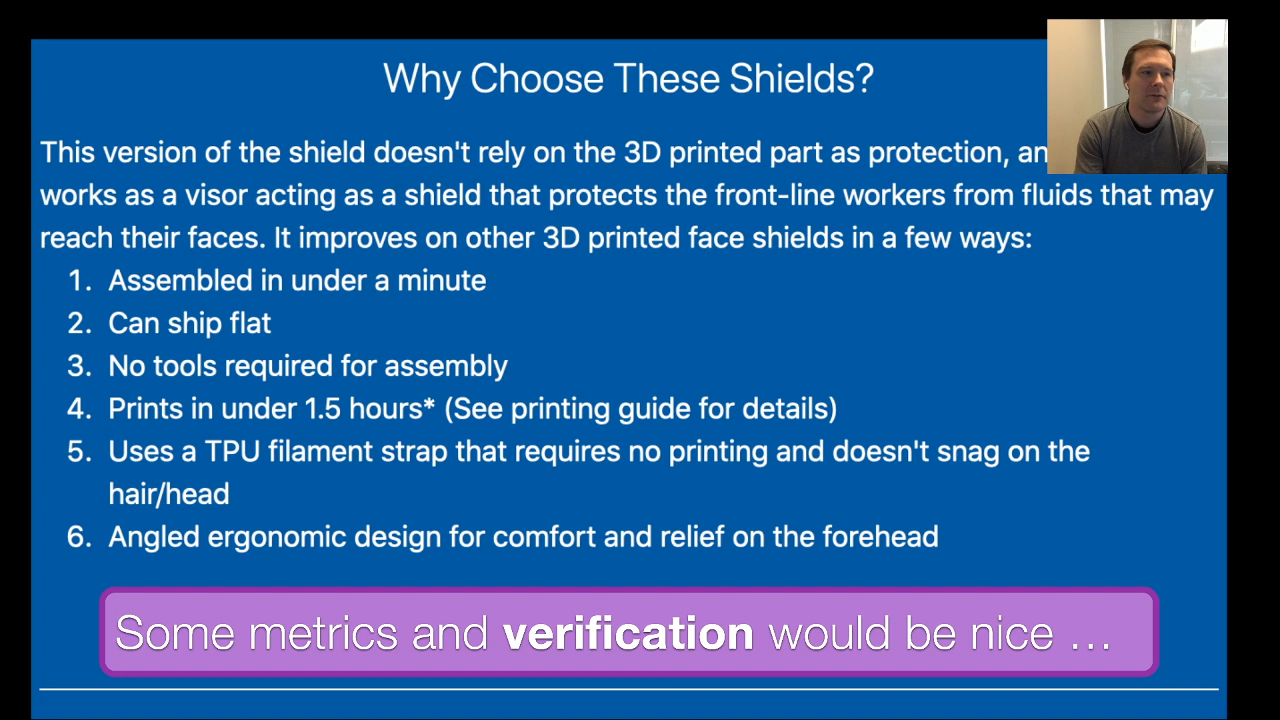 Why Choose These Shields?
This version of the shield doesn't rely on the 3D printed part as protection,
works as a visor acting as a shield that protects the front-line workers from fluids that may
reach their faces. It improves on other 3D printed face shields in a few ways:
1. Assembled in under a minute
2. Can ship flat
3. No tools required for assembly
4. Prints in under 1.5 hours* (See printing guide for details)
5. Uses a TPU filament strap that requires no printing and doesn't snag on the
hair/head
6. Angled ergonomic design for comfort and relief on the forehead
Some metrics and verification would be nice ...